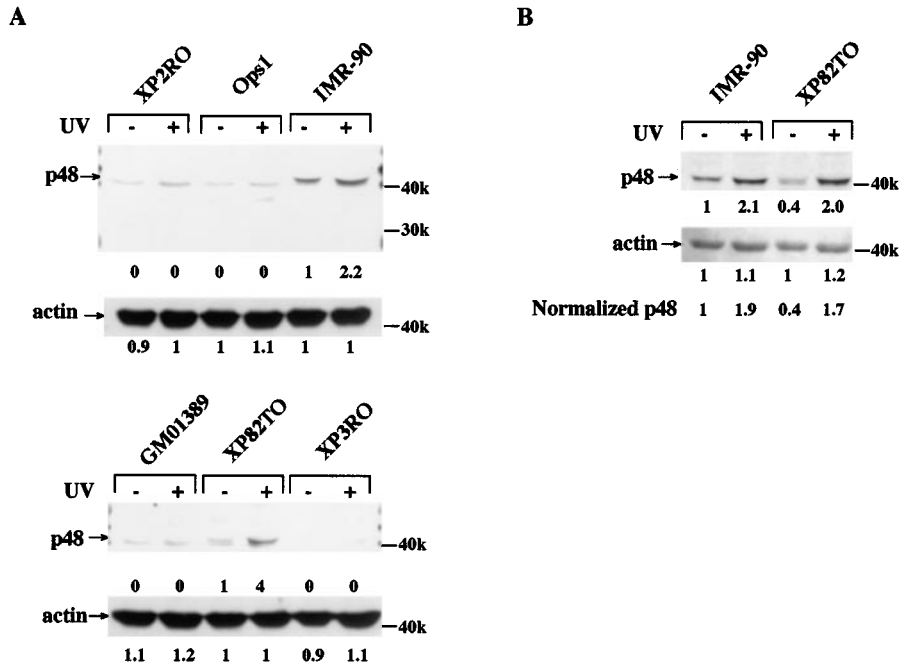 A
XP2RO Ops1 IMR-90
UV - + - + - +
p48 40k
30k
0 0 0 0 1 2.2
actin 40k
0.9 1 1 1.1 1 1
GM01389 XP82TO XP3RO
UV - + - + - +
p48 40k
0 0 1 4 0 0
actin 40k
1.1 1.2 1 1 0.9 1.1
B
IMR-90 XP82TO
UV - + - +
p48 40k
1 2.1 0.4 2.0
actin 40k
1 1.1 1 1.2
Normalized p48 1 1.9 0.4 1.7